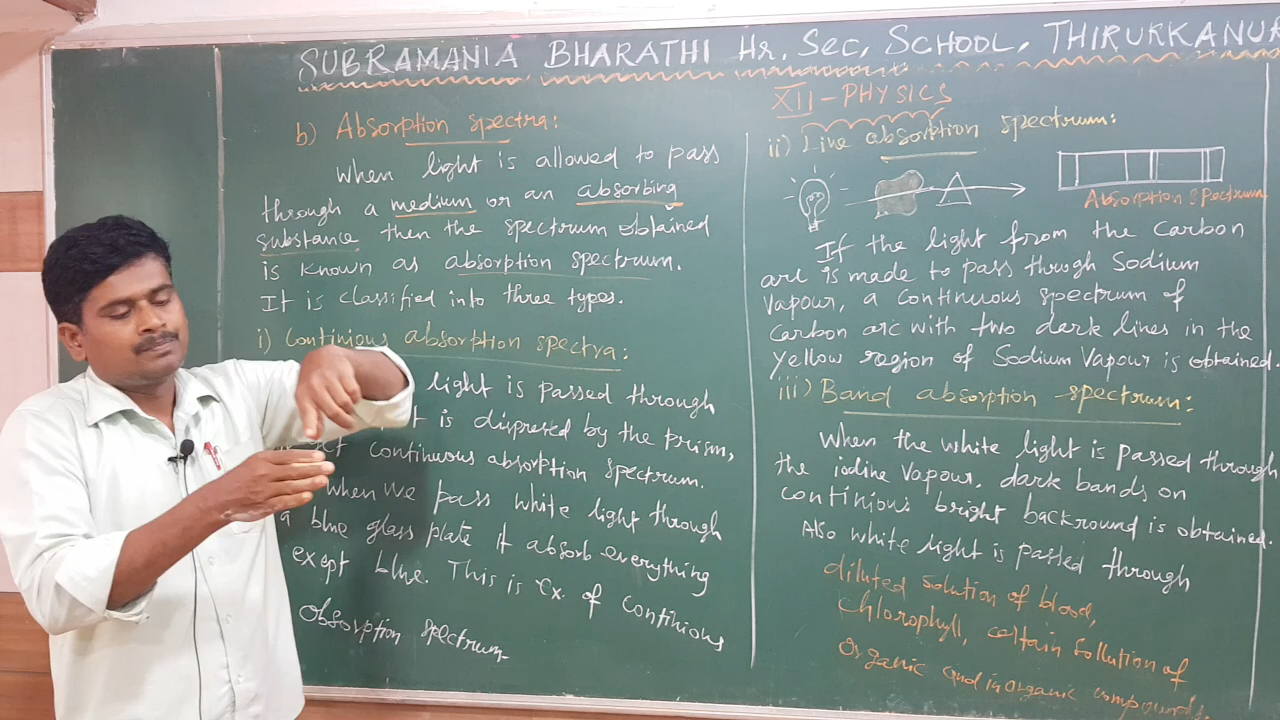 SUBRAMANIA BHARATHI Hr. Sec. SCHOOL, THIRUKKANUR
XII - PHYSICS
b) Absorption spectra:
When light is allowed to pass
through a medium or an absorbing
substance then the spectrum obtained
is known as absorption spectrum.
It is classified into three types.
i) Continious absorption spectra:
light is passed through
t is dispresed by the prism,
get continuous absorption spectrum.
When we pass white light through
a blue glass plate it absorb everything
exept blue. This is Ex. of continious
obsorption spectrum.
ii) Line absorption spectrum:
Absorption spectrum
If the light from the carbon
arc is made to pass through Sodium
vapour, a continuous spectrum of
carbon arc with two dark lines in the
yellow region of Sodium vapour is obtained.
iii) Band absorption spectrum:
When the white light is passed through
the iodine vapour, dark bands on
continious bright backround is obtained.
Also white light is passed through
diluted solution of blood,
chlorophyll, certain sollution of
organic and inorganic compounds.